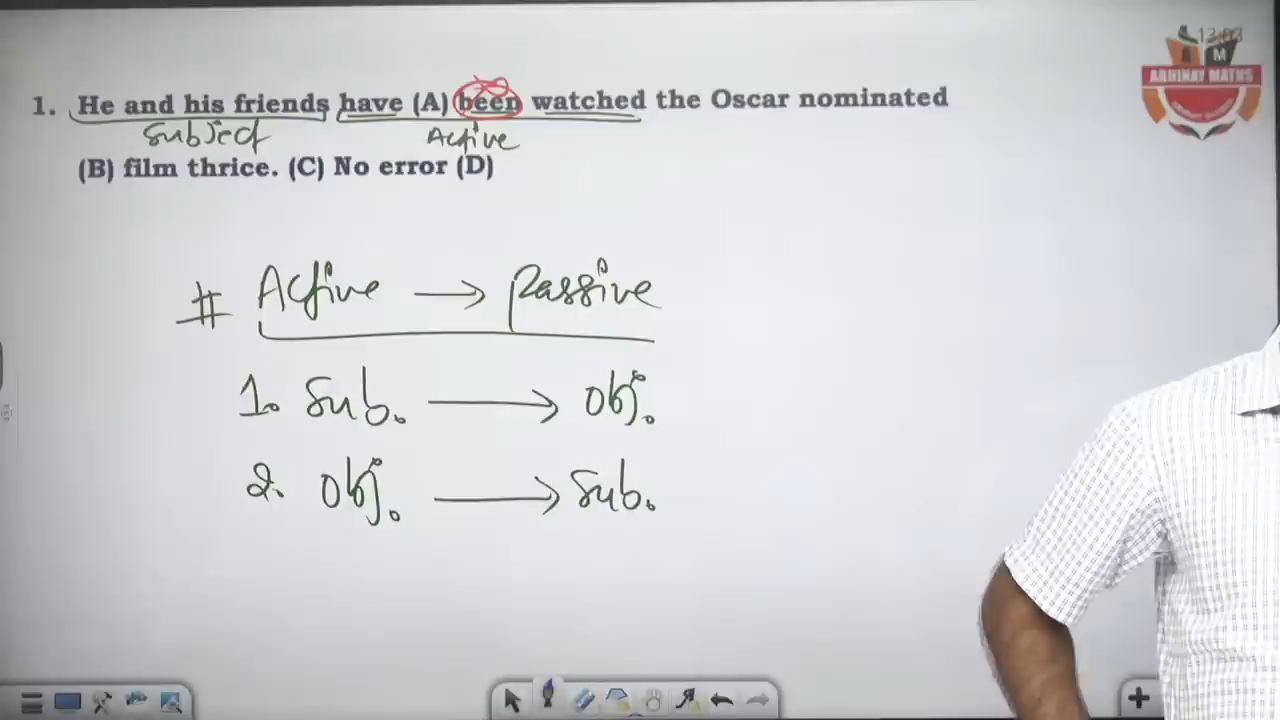 1. He and his friends have (A) been watched the Oscar nominated
Subject Active
(B) film thrice. (C) No error (D)
# Active → Passive
1. Sub. → Obj.
2. Obj. → Sub.
M
ABHINAY MATHS